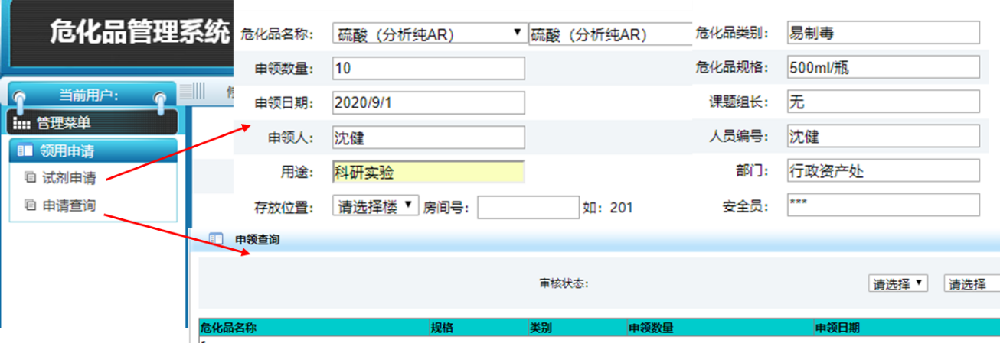 危化品管理系统
当前用户：
管理菜单
领用申请
试剂申请
申请查询
危化品名称： 硫酸（分析纯AR） 硫酸（分析纯AR） 危化品类别： 易制毒
申领数量： 10 危化品规格： 500ml/瓶
申领日期： 2020/9/1 课题组长： 无
申领人： 沈健 人员编号： 沈健
用途： 科研实验 部门： 行政资产处
存放位置： 请选择楼 房间号： 如：201 安全员： ***
申领查询
审核状态： 请选择 请选择
危化品名称 规格 类别 申领数量 申领日期